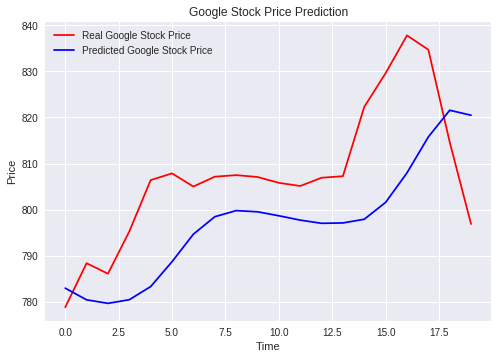 Google Stock Price Prediction
Real Google Stock Price
Predicted Google Stock Price
Price
840
830
820
810
800
790
780
0.0 2.5 5.0 7.5 10.0 12.5 15.0 17.5
Time